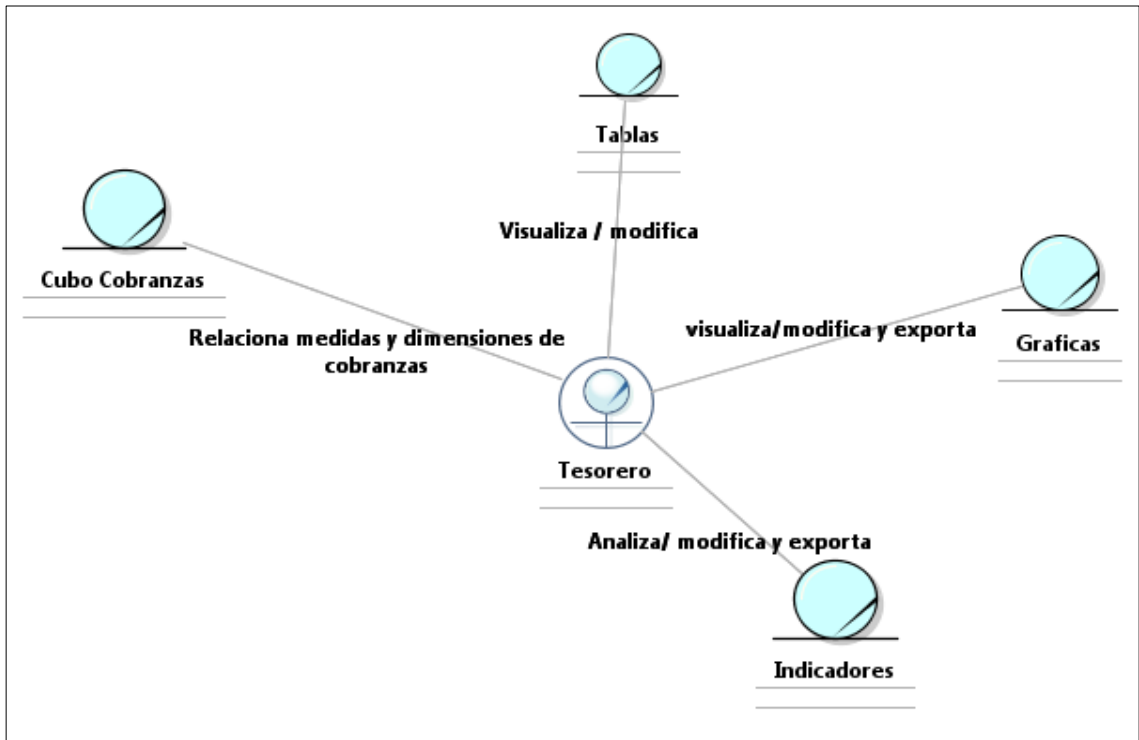 Tablas
Visualiza / modifica
Cubo Cobranzas
Relaciona medidas y dimensiones de
cobranzas
visualiza/modifica y exporta
Graficas
Tesorero
Analiza/ modifica y exporta
Indicadores